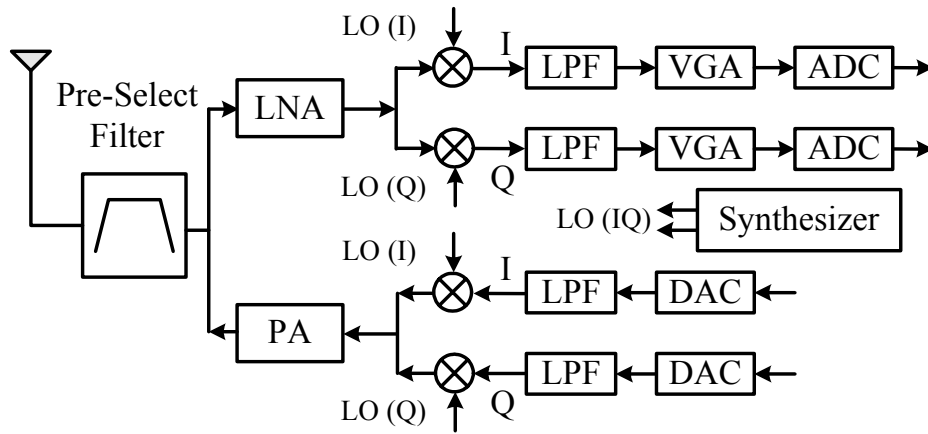 LO (I)
I
LPF
VGA
ADC
Pre-Select
Filter
LNA
LPF
VGA
ADC
Q
LO (Q)
LO (IQ)
Synthesizer
LO (I)
I
LPF
DAC
PA
LPF
DAC
Q
LO (Q)